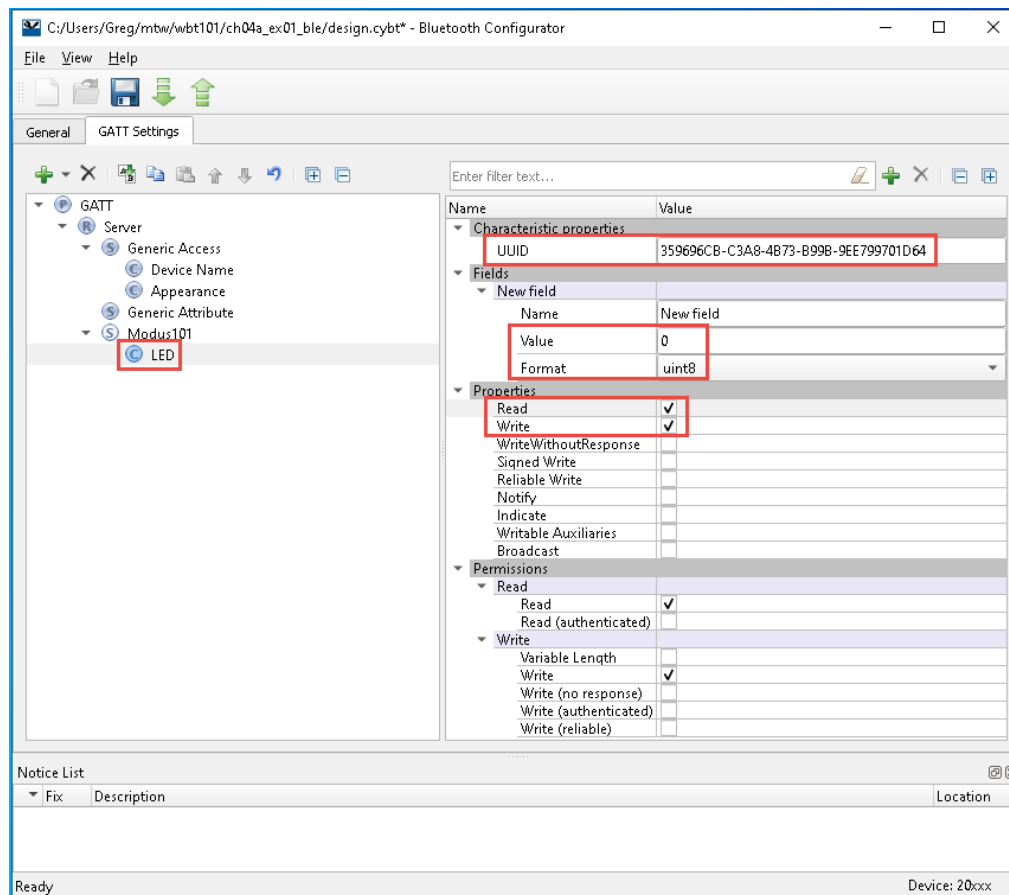 C:/Users/Greg/mtw/wbt101/ch04a_ex01_ble/design.cybt* - Bluetooth Configurator
File View Help
General GATT Settings
Enter filter text...
P GATT
R Server
S Generic Access
C Device Name
C Appearance
S Generic Attribute
S Modus101
C LED
Name Value
Characteristic properties
UUID 359696CB-C3A8-4B73-B99B-9EE799701D64
Fields
New field
Name New field
Value 0
Format uint8
Properties
Read
Write
WriteWithoutResponse
Signed Write
Reliable Write
Notify
Indicate
Writable Auxiliaries
Broadcast
Permissions
Read
Read
Read (authenticated)
Write
Variable Length
Write
Write (no response)
Write (authenticated)
Write (reliable)
Notice List
Fix Description Location
Ready Device: 20xxx